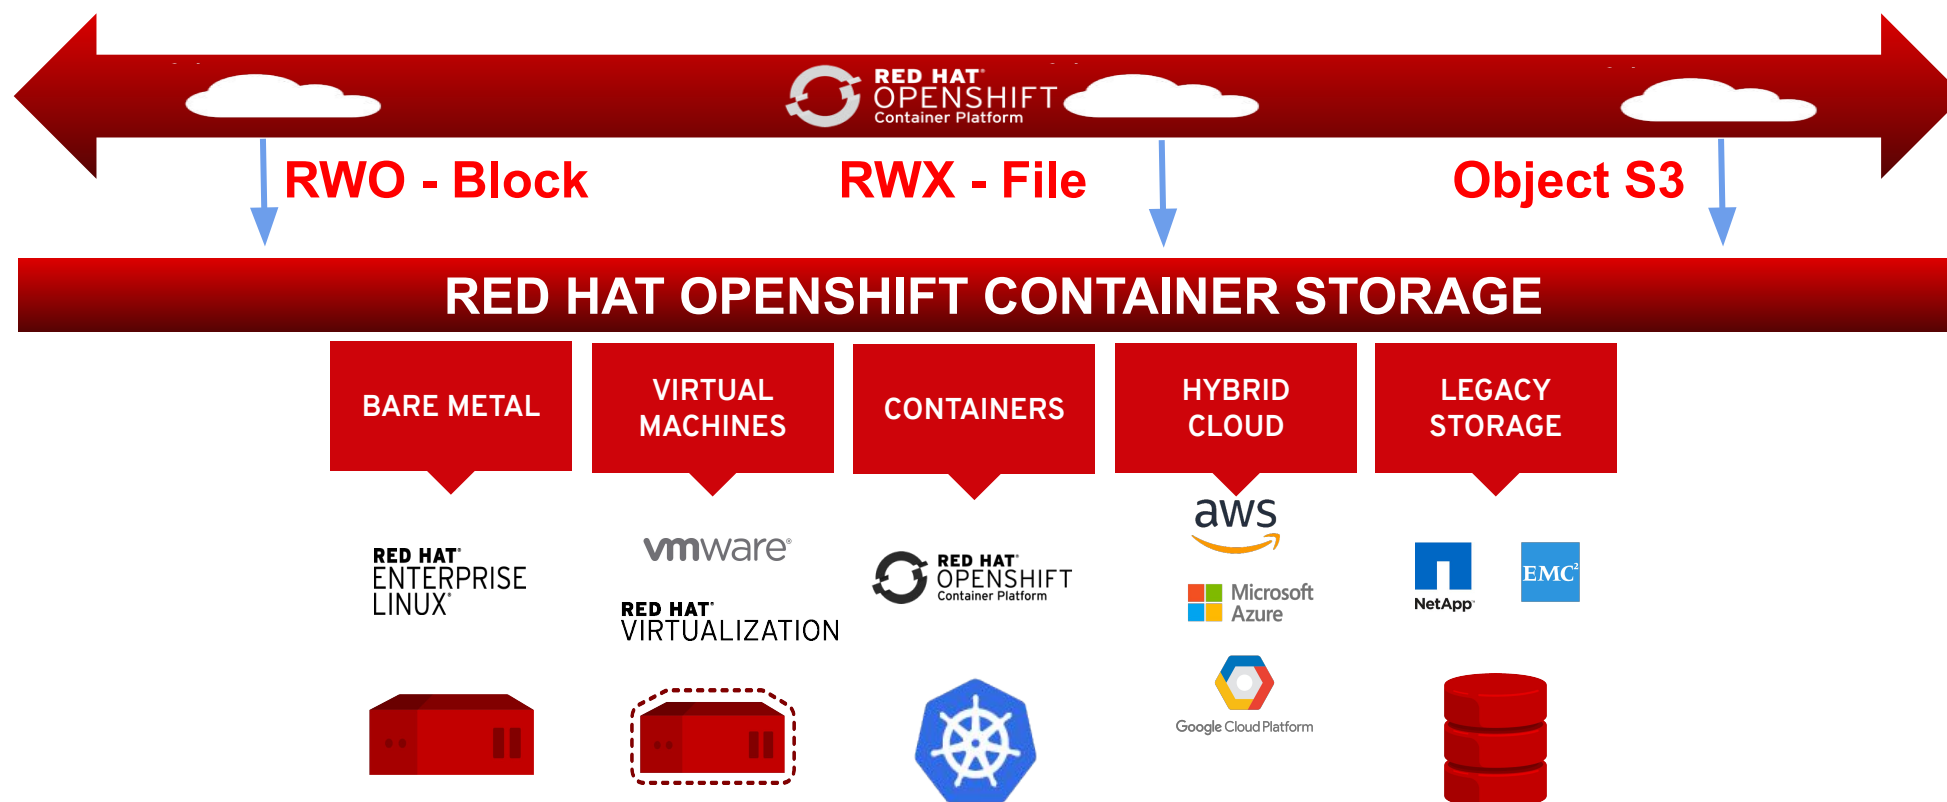 RED HAT®
OPENSHIFT
Container Platform
RWO - Block
RWX - File
Object S3
RED HAT OPENSHIFT CONTAINER STORAGE
BARE METAL
VIRTUAL
MACHINES
CONTAINERS
HYBRID
CLOUD
LEGACY
STORAGE
RED HAT®
ENTERPRISE
LINUX®
vmware®
RED HAT®
VIRTUALIZATION
RED HAT®
OPENSHIFT
Container Platform
aws
Microsoft
Azure
Google Cloud Platform
NetApp™
EMC²